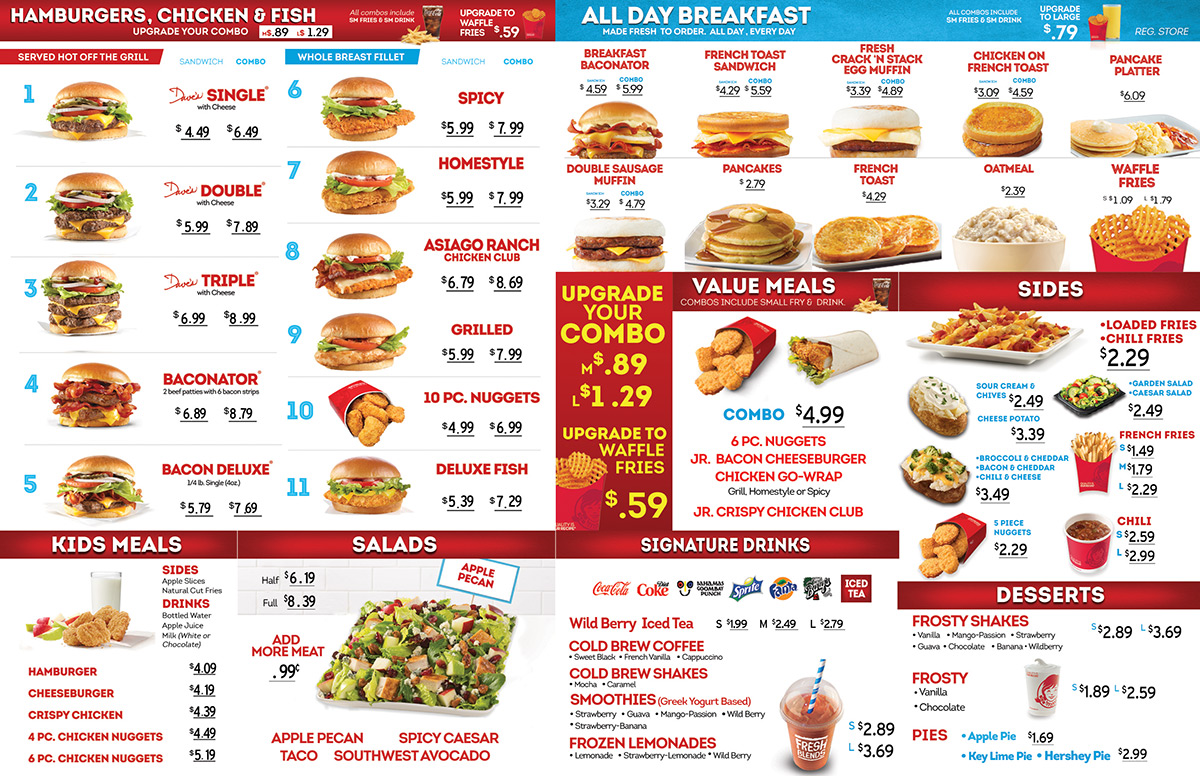 HAMBURGERS, CHICKEN & FISH
UPGRADE YOUR COMBO M$.89 L$ 1.29
All combos include
SM FRIES & SM DRINK
UPGRADE TO
WAFFLE
FRIES $.59
SERVED HOT OFF THE GRILL SANDWICH COMBO
1 Dave's SINGLE®
with Cheese
$4.49 $6.49
2 Dave's DOUBLE®
with Cheese
$5.99 $7.89
3 Dave's TRIPLE®
with Cheese
$6.99 $8.99
4 BACONATOR®
2 beef patties with 6 bacon strips
$6.89 $8.79
5 BACON DELUXE®
1/4 lb. Single (4oz.)
$5.79 $7.69
WHOLE BREAST FILLET SANDWICH COMBO
6 SPICY
$5.99 $7.99
7 HOMESTYLE
$5.99 $7.99
8 ASIAGO RANCH
CHICKEN CLUB
$6.79 $8.69
9 GRILLED
$5.99 $7.99
10 10 PC. NUGGETS
$4.99 $6.99
11 DELUXE FISH
$5.39 $7.29
ALL DAY BREAKFAST
MADE FRESH TO ORDER. ALL DAY, EVERY DAY
ALL COMBOS INCLUDE
SM FRIES & SM DRINK
UPGRADE
TO LARGE
$.79
REG. STORE
BREAKFAST
BACONATOR
SANDWICH COMBO
$4.59 $5.99
FRENCH TOAST
SANDWICH
SANDWICH COMBO
$4.29 $5.59
FRESH
CRACK 'N STACK
EGG MUFFIN
SANDWICH COMBO
$3.39 $4.89
CHICKEN ON
FRENCH TOAST
SANDWICH COMBO
$3.09 $4.59
PANCAKE
PLATTER
$6.09
DOUBLE SAUSAGE
MUFFIN
SANDWICH COMBO
$3.29 $4.79
PANCAKES
$2.79
FRENCH
TOAST
$4.29
OATMEAL
$2.39
WAFFLE
FRIES
S $1.09 L $1.79
UPGRADE
YOUR
COMBO
M$.89
L$1.29
UPGRADE TO
WAFFLE
FRIES
$.59
VALUE MEALS
COMBOS INCLUDE SMALL FRY & DRINK.
COMBO $4.99
6 PC. NUGGETS
JR. BACON CHEESEBURGER
CHICKEN GO-WRAP
Grill, Homestyle or Spicy
JR. CRISPY CHICKEN CLUB
SIDES
•LOADED FRIES
•CHILI FRIES
$2.29
SOUR CREAM &
CHIVES $2.49
CHEESE POTATO
$3.39
•BROCCOLI & CHEDDAR
•BACON & CHEDDAR
•CHILI & CHEESE
$3.49
5 PIECE
NUGGETS
$2.29
•GARDEN SALAD
•CAESAR SALAD
$2.49
FRENCH FRIES
S $1.49
M $1.79
L $2.29
CHILI
S $2.59
L $2.99
KIDS MEALS
SIDES
Apple Slices
Natural Cut Fries
DRINKS
Bottled Water
Apple Juice
Milk (White or
Chocolate)
HAMBURGER $4.09
CHEESEBURGER $4.19
CRISPY CHICKEN $4.39
4 PC. CHICKEN NUGGETS $4.49
6 PC. CHICKEN NUGGETS $5.19
SALADS
Half $6.19
Full $8.39
APPLE
PECAN
ADD
MORE MEAT
.99¢
APPLE PECAN SPICY CAESAR
TACO SOUTHWEST AVOCADO
SIGNATURE DRINKS
Coca-Cola Diet Coke BAHAMAS GOOMBAY PUNCH Sprite Fanta ICED TEA
Wild Berry Iced Tea S $1.99 M $2.49 L $2.79
COLD BREW COFFEE
• Sweet Black • French Vanilla • Cappuccino
COLD BREW SHAKES
• Mocha • Caramel
SMOOTHIES (Greek Yogurt Based)
• Strawberry • Guava • Mango-Passion • Wild Berry
• Strawberry-Banana
FROZEN LEMONADES
• Lemonade • Strawberry-Lemonade • Wild Berry
FRESH
BLENDS
S $2.89
L $3.69
DESSERTS
FROSTY SHAKES
• Vanilla • Mango-Passion • Strawberry
• Guava • Chocolate • Banana • Wildberry
S $2.89 L $3.69
FROSTY
• Vanilla
• Chocolate
S $1.89 L $2.59
PIES • Apple Pie $1.69
• Key Lime Pie • Hershey Pie $2.99